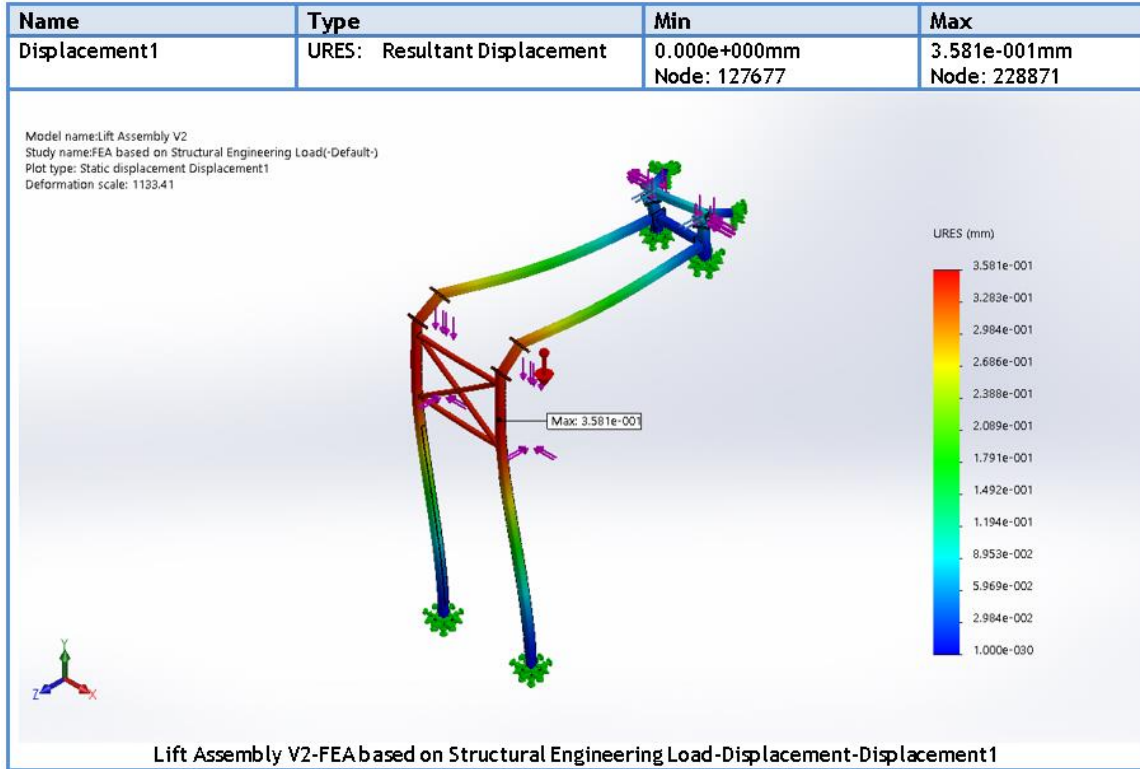 Name Type Min Max
Displacement1 URES: Resultant Displacement 0.000e+000mm 3.581e-001mm
Node: 127677 Node: 228871
Model name:Lift Assembly V2
Study name:FEA based on Structural Engineering Load(-Default-)
Plot type: Static displacement Displacement1
Deformation scale: 1133.41
URES (mm)
3.581e-001
3.283e-001
2.984e-001
2.686e-001
2.388e-001
2.089e-001
1.791e-001
1.492e-001
1.194e-001
8.953e-002
5.969e-002
2.984e-002
1.000e-030
Max: 3.581e-001
Y
Z X
Lift Assembly V2-FEA based on Structural Engineering Load-Displacement-Displacement1